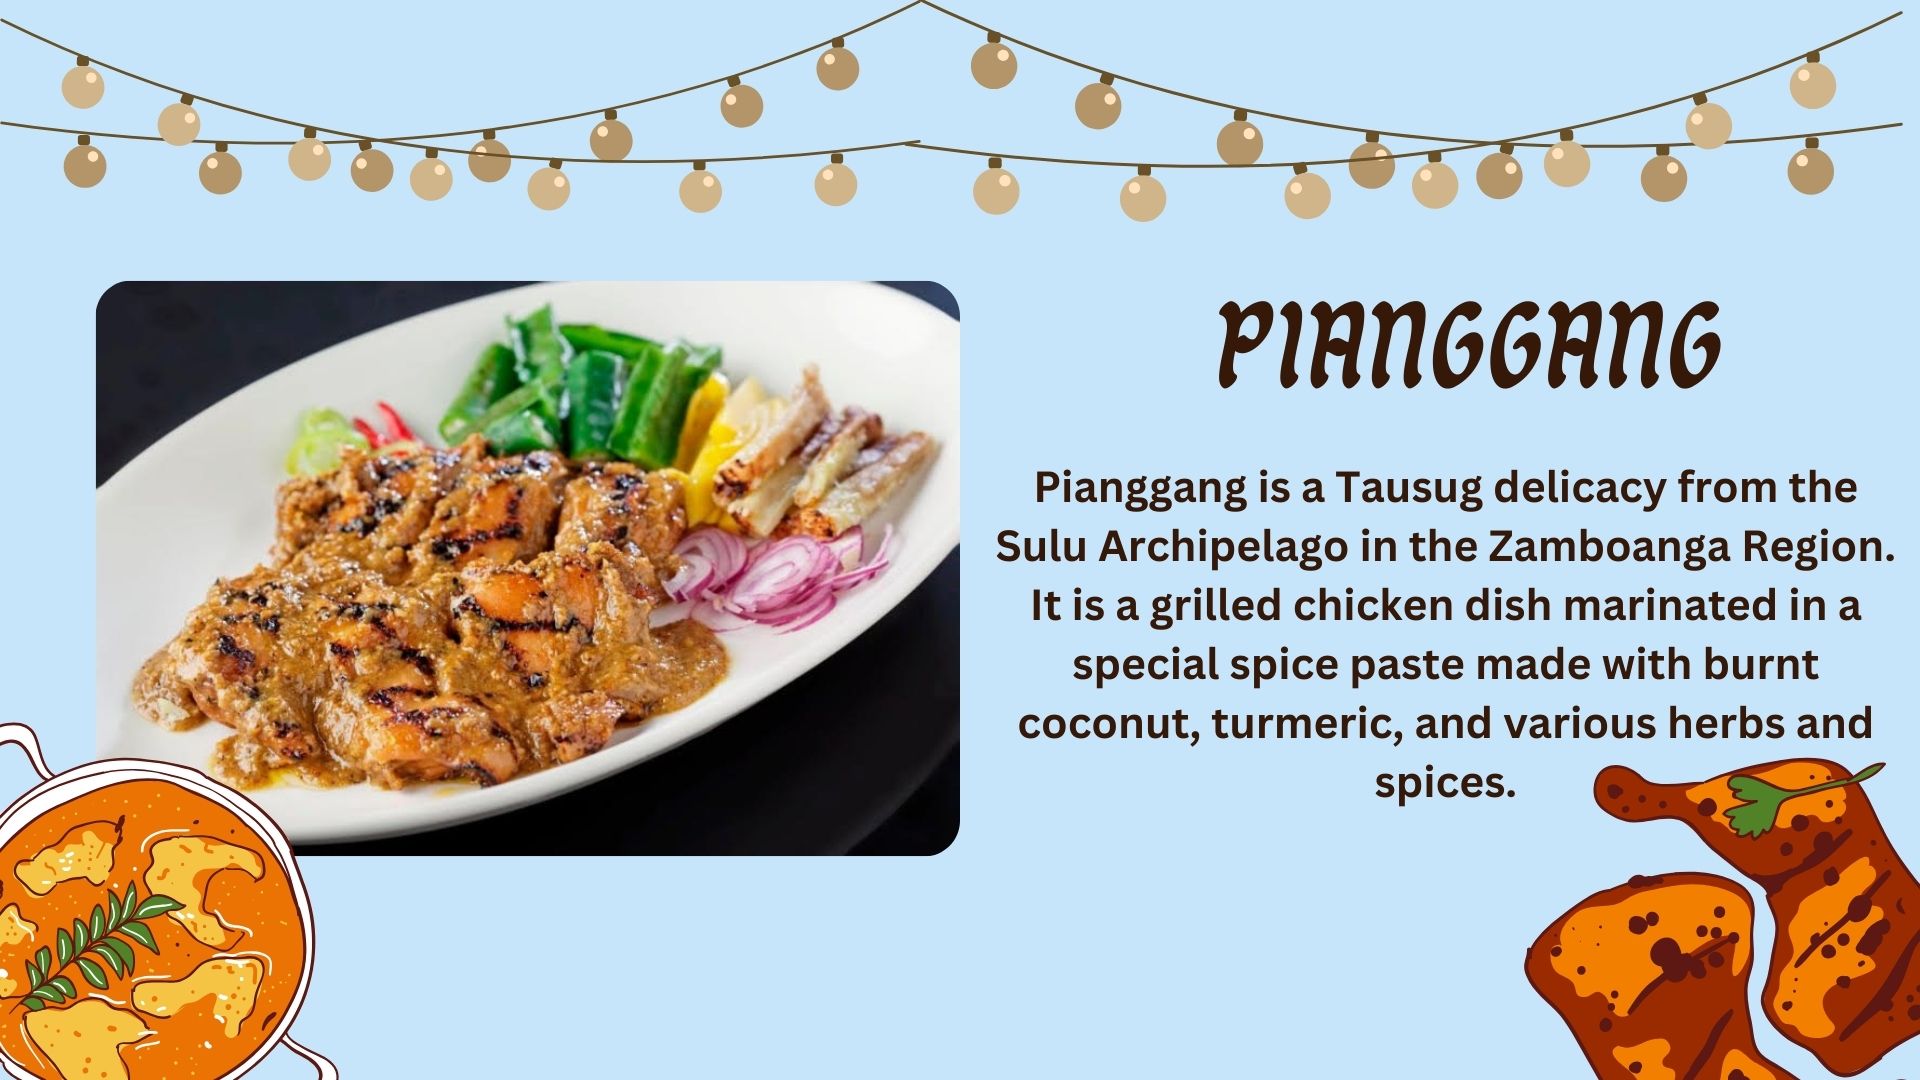 PIANGGANG
Pianggang is a Tausug delicacy from the
Sulu Archipelago in the Zamboanga Region.
It is a grilled chicken dish marinated in a
special spice paste made with burnt
coconut, turmeric, and various herbs and
spices.